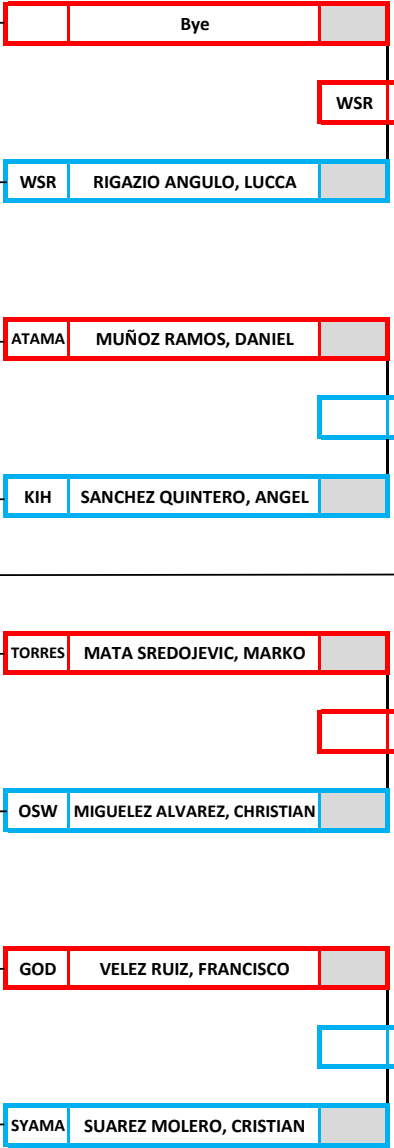 Bye
WSR
WSR RIGAZIO ANGULO, LUCCA
ATAMA MUÑOZ RAMOS, DANIEL
KIH SANCHEZ QUINTERO, ANGEL
TORRES MATA SREDOJEVIC, MARKO
OSW MIGUELEZ ALVAREZ, CHRISTIAN
GOD VELEZ RUIZ, FRANCISCO
SYAMA SUAREZ MOLERO, CRISTIAN